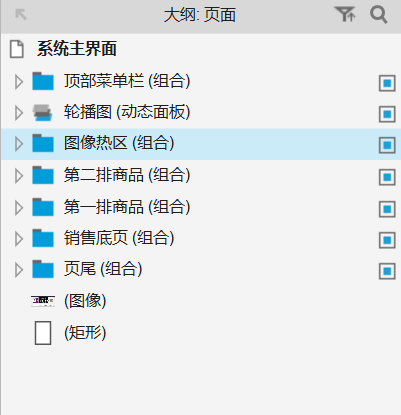 大纲: 页面
系统主界面
顶部菜单栏 (组合)
轮播图 (动态面板)
图像热区 (组合)
第二排商品 (组合)
第一排商品 (组合)
销售底页 (组合)
页尾 (组合)
(图像)
(矩形)